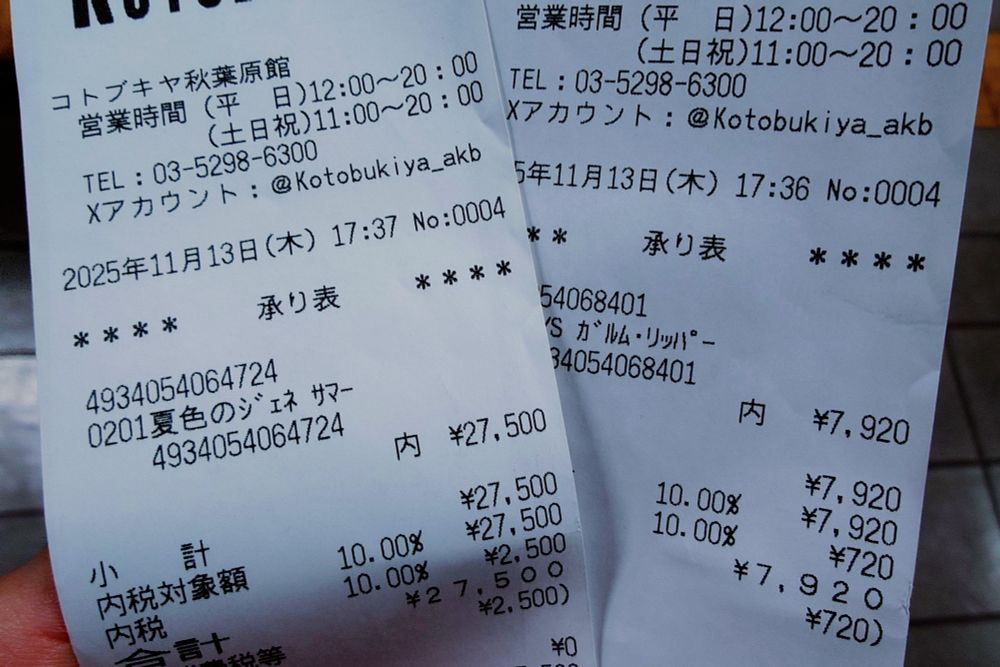 コトブキヤ秋葉原館
営業時間 (平 日)12:00～20:00
(土日祝)11:00～20:00
TEL:03-5298-6300
Xアカウント:@Kotobukiya_akb
2025年11月13日(木) 17:37 No:0004
**** 承り表 ****
4934054064724
0201夏色のｼﾞｪﾈ ｻﾏｰ
4934054064724
内 ¥27,500
¥27,500
小 計 ¥27,500
内税対象額 10.00% ¥2,500
内税 10.00% ¥27,500
合計 ¥2,500)
税等 ¥0
営業時間 (平 日)12:00～20:00
(土日祝)11:00～20:00
TEL:03-5298-6300
Xアカウント:@Kotobukiya_akb
5年11月13日(木) 17:36 No:0004
** 承り表 ****
54068401
ｶﾞﾙﾑ･ﾘｯﾊﾟｰ
34054068401
内 ¥7,920
¥7,920
10.00% ¥7,920
10.00% ¥720
¥7,920
¥720)